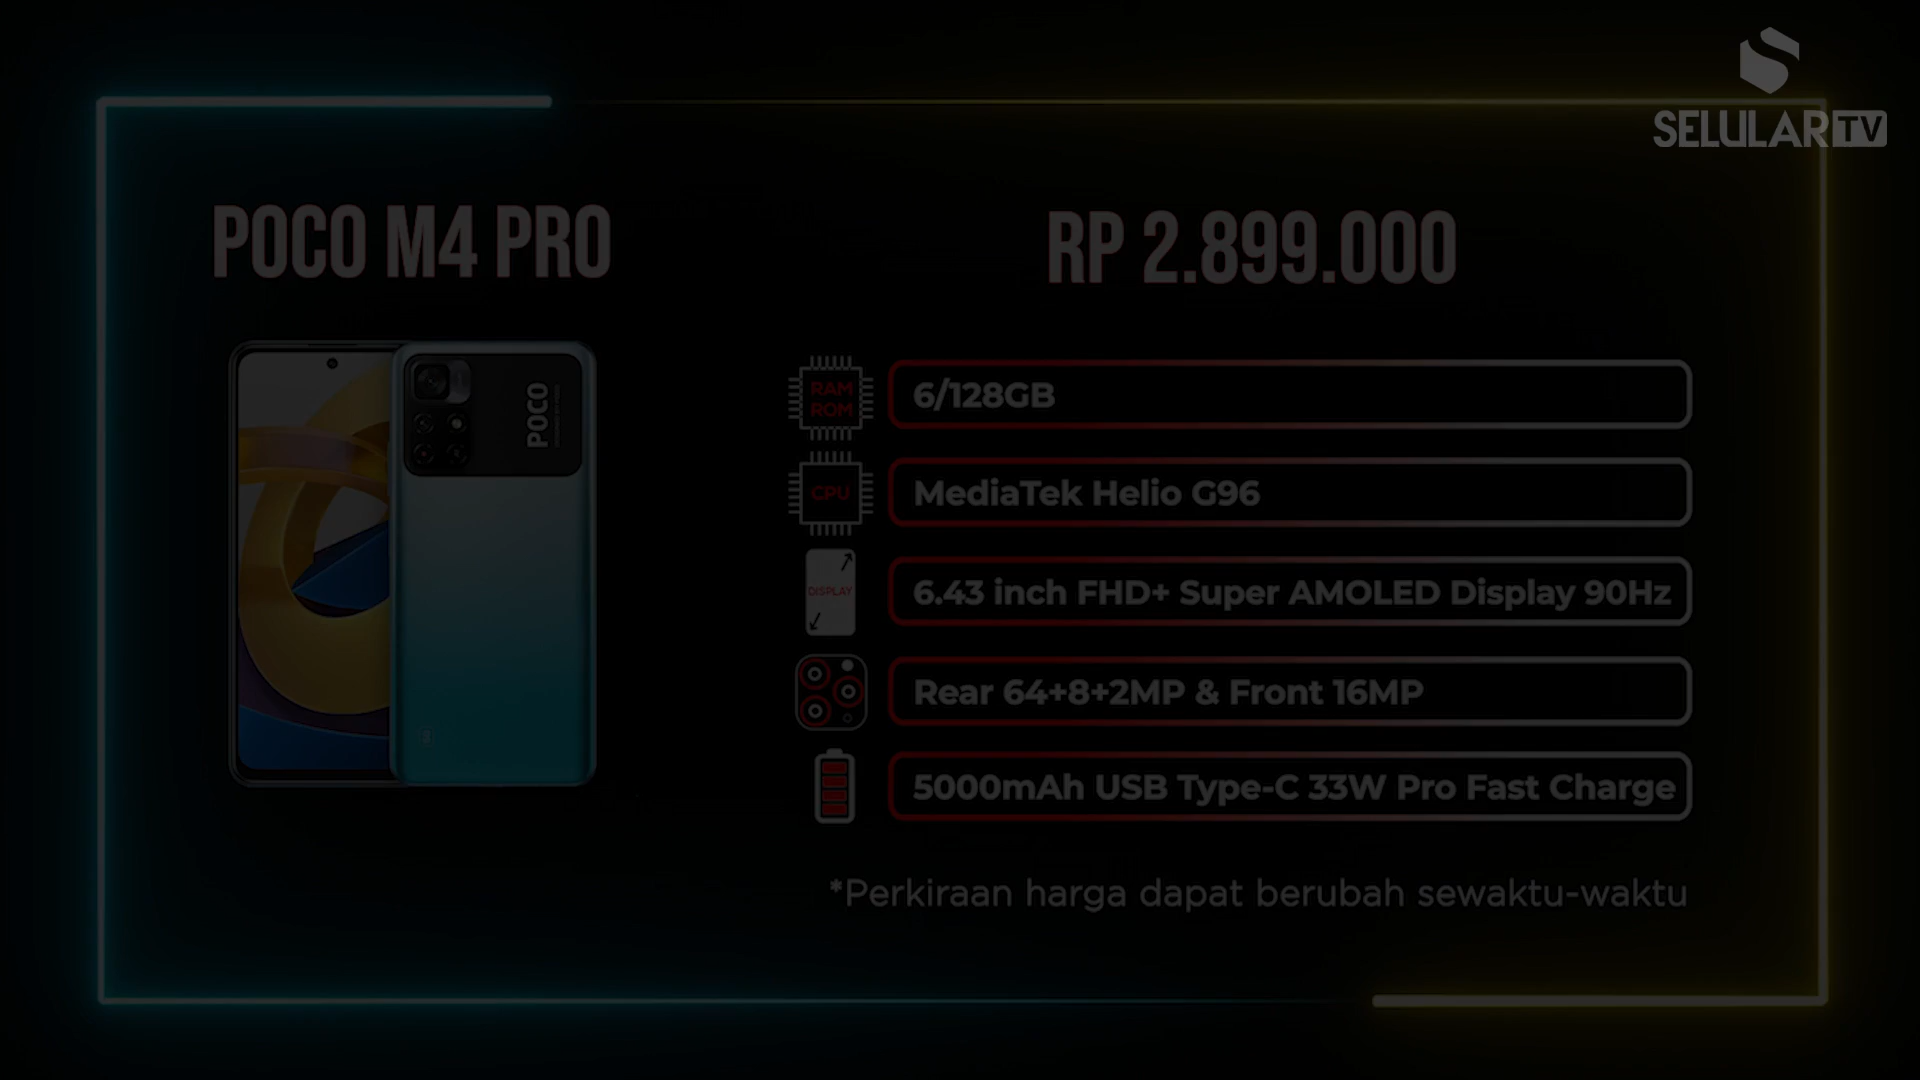 SELULAR TV
POCO M4 PRO
RP 2.899.000
POCO
RAM
ROM
6/128GB
CPU
MediaTek Helio G96
DISPLAY
6.43 inch FHD+ Super AMOLED Display 90Hz
Rear 64+8+2MP & Front 16MP
5000mAh USB Type-C 33W Pro Fast Charge
*Perkiraan harga dapat berubah sewaktu-waktu